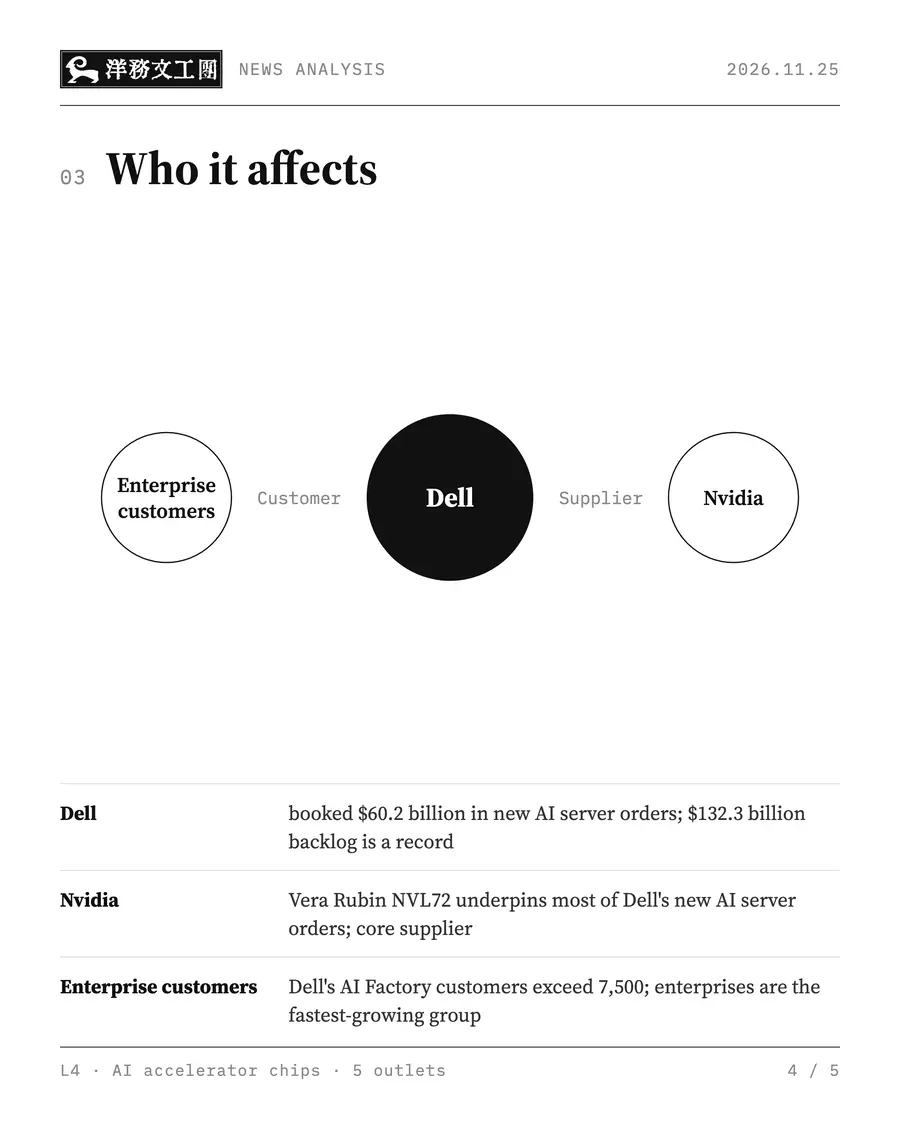 洋務文工團 NEWS ANALYSIS 2026.11.25
03 Who it affects
Enterprise
customers
Customer
Dell
Supplier
Nvidia
Dell booked $60.2 billion in new AI server orders; $132.3 billion
backlog is a record
Nvidia Vera Rubin NVL72 underpins most of Dell's new AI server
orders; core supplier
Enterprise customers Dell's AI Factory customers exceed 7,500; enterprises are the
fastest-growing group
L4 · AI accelerator chips · 5 outlets 4 / 5